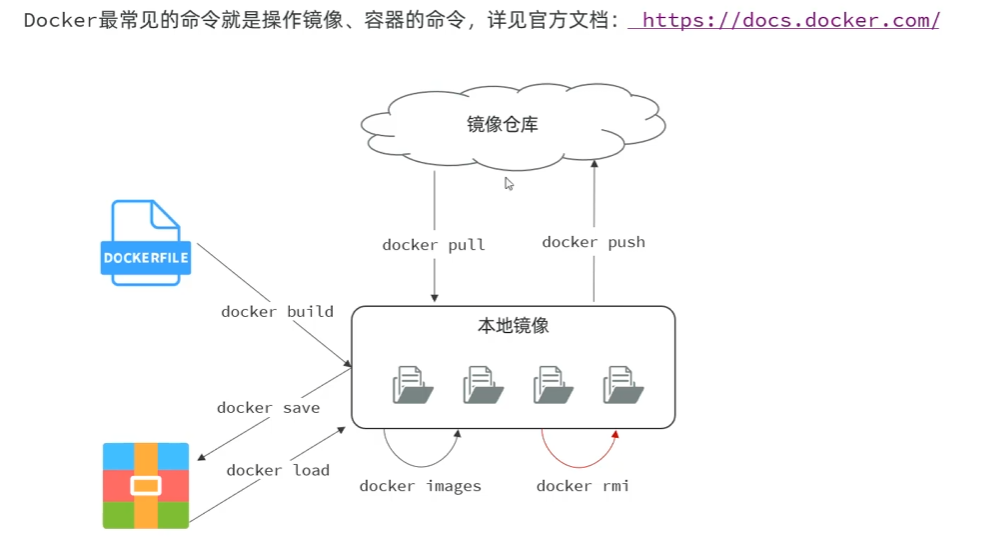 Docker最常见的命令就是操作镜像、容器的命令，详见官方文档： https://docs.docker.com/
镜像仓库
docker pull
docker push
DOCKERFILE
docker build
本地镜像
docker save
docker load
docker images
docker rmi